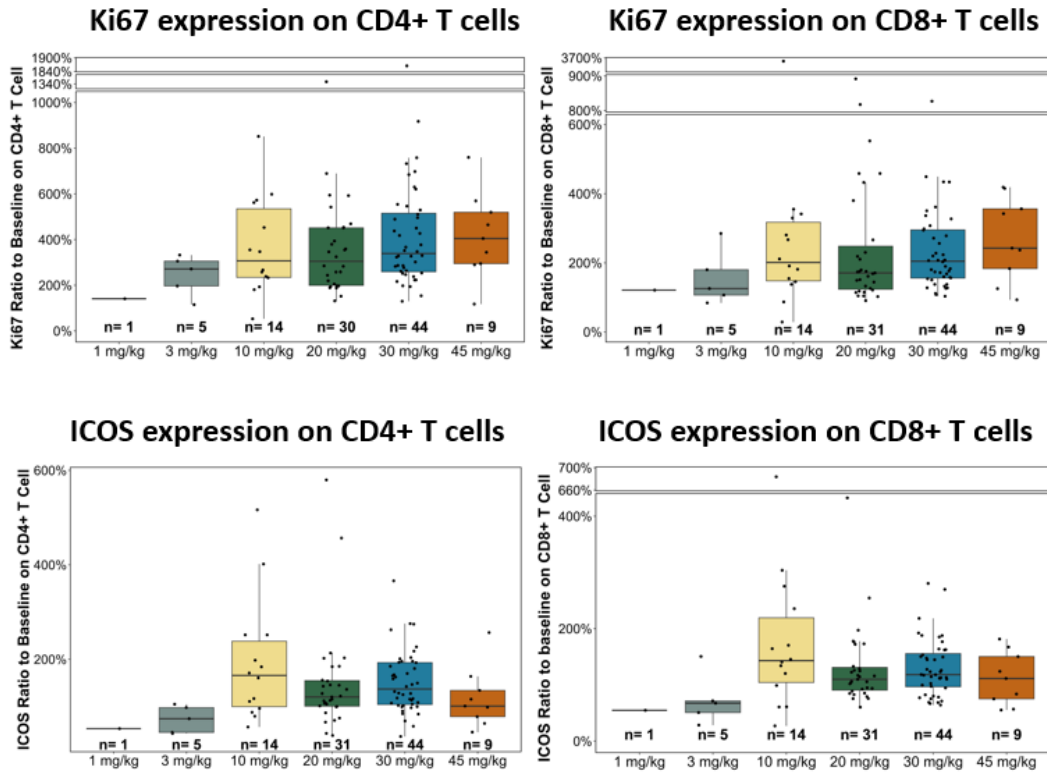 Ki67 expression on CD4+ T cells
Ki67 Ratio to Baseline on CD4+ T Cell
1900%
1840%
1340%
1000%
800%
600%
400%
200%
0%
n= 1 n= 5 n= 14 n= 30 n= 44 n= 9
1 mg/kg 3 mg/kg 10 mg/kg 20 mg/kg 30 mg/kg 45 mg/kg
Ki67 expression on CD8+ T cells
Ki67 Ratio to Baseline on CD8+ T Cell
3700%
900%
800%
600%
400%
200%
0%
n= 1 n= 5 n= 14 n= 31 n= 44 n= 9
1 mg/kg 3 mg/kg 10 mg/kg 20 mg/kg 30 mg/kg 45 mg/kg
ICOS expression on CD4+ T cells
ICOS Ratio to Baseline on CD4+ T Cell
600%
400%
200%
n= 1 n= 5 n= 14 n= 31 n= 44 n= 9
1 mg/kg 3 mg/kg 10 mg/kg 20 mg/kg 30 mg/kg 45 mg/kg
ICOS expression on CD8+ T cells
ICOS Ratio to baseline on CD8+ T Cell
700%
660%
400%
200%
0%
n= 1 n= 5 n= 14 n= 31 n= 44 n= 9
1 mg/kg 3 mg/kg 10 mg/kg 20 mg/kg 30 mg/kg 45 mg/kg